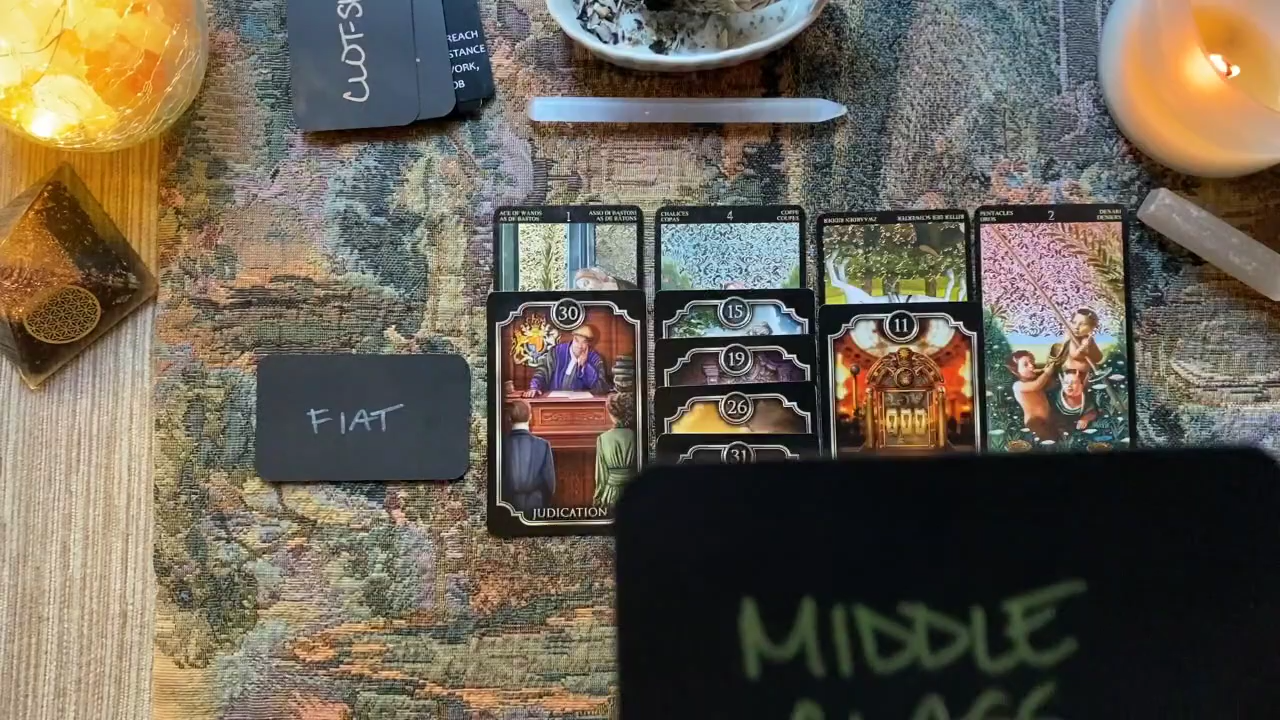 CLOT-S
REACH
STANCE
WORK,
OB
ACE OF WANDS 1 ASSO DI BASTONI
AS DE BASTOS AS DE BÂTONS
CHALICES 4 COPPE
COPAS COUPES
PENTACLES 2 DENARI
OROS DENIERS
30
15
11
19
26
31
FIAT
JUDICATION
MIDDLE